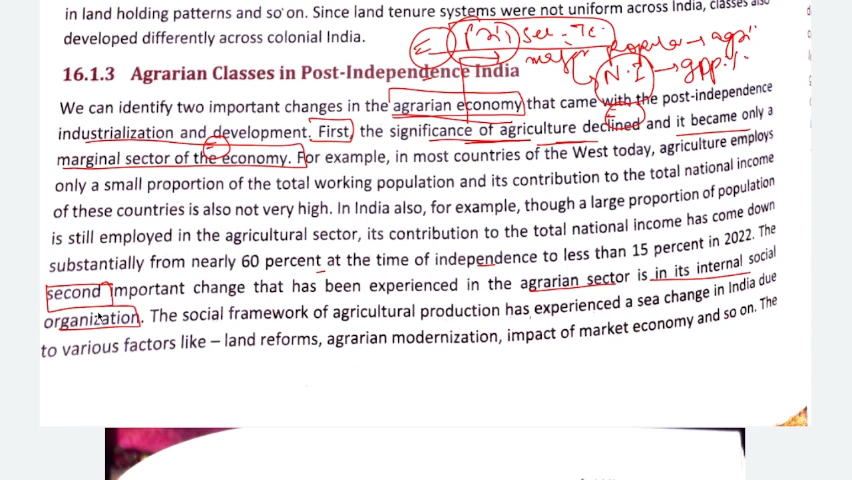 in land holding patterns and so on. Since land tenure systems were not uniform across India, classes also
developed differently across colonial India.
16.1.3 Agrarian Classes in Post-Independence India
We can identify two important changes in the agrarian economy that came with the post-independence
industrialization and development. First, the significance of agriculture declined and it became only a
marginal sector of the economy. For example, in most countries of the West today, agriculture employs
only a small proportion of the total working population and its contribution to the total national income
of these countries is also not very high. In India also, for example, though a large proportion of population
is still employed in the agricultural sector, its contribution to the total national income has come down
substantially from nearly 60 percent at the time of independence to less than 15 percent in 2022. The
second important change that has been experienced in the agrarian sector is in its internal social
organization. The social framework of agricultural production has experienced a sea change in India due
to various factors like – land reforms, agrarian modernization, impact of market economy and so on. The